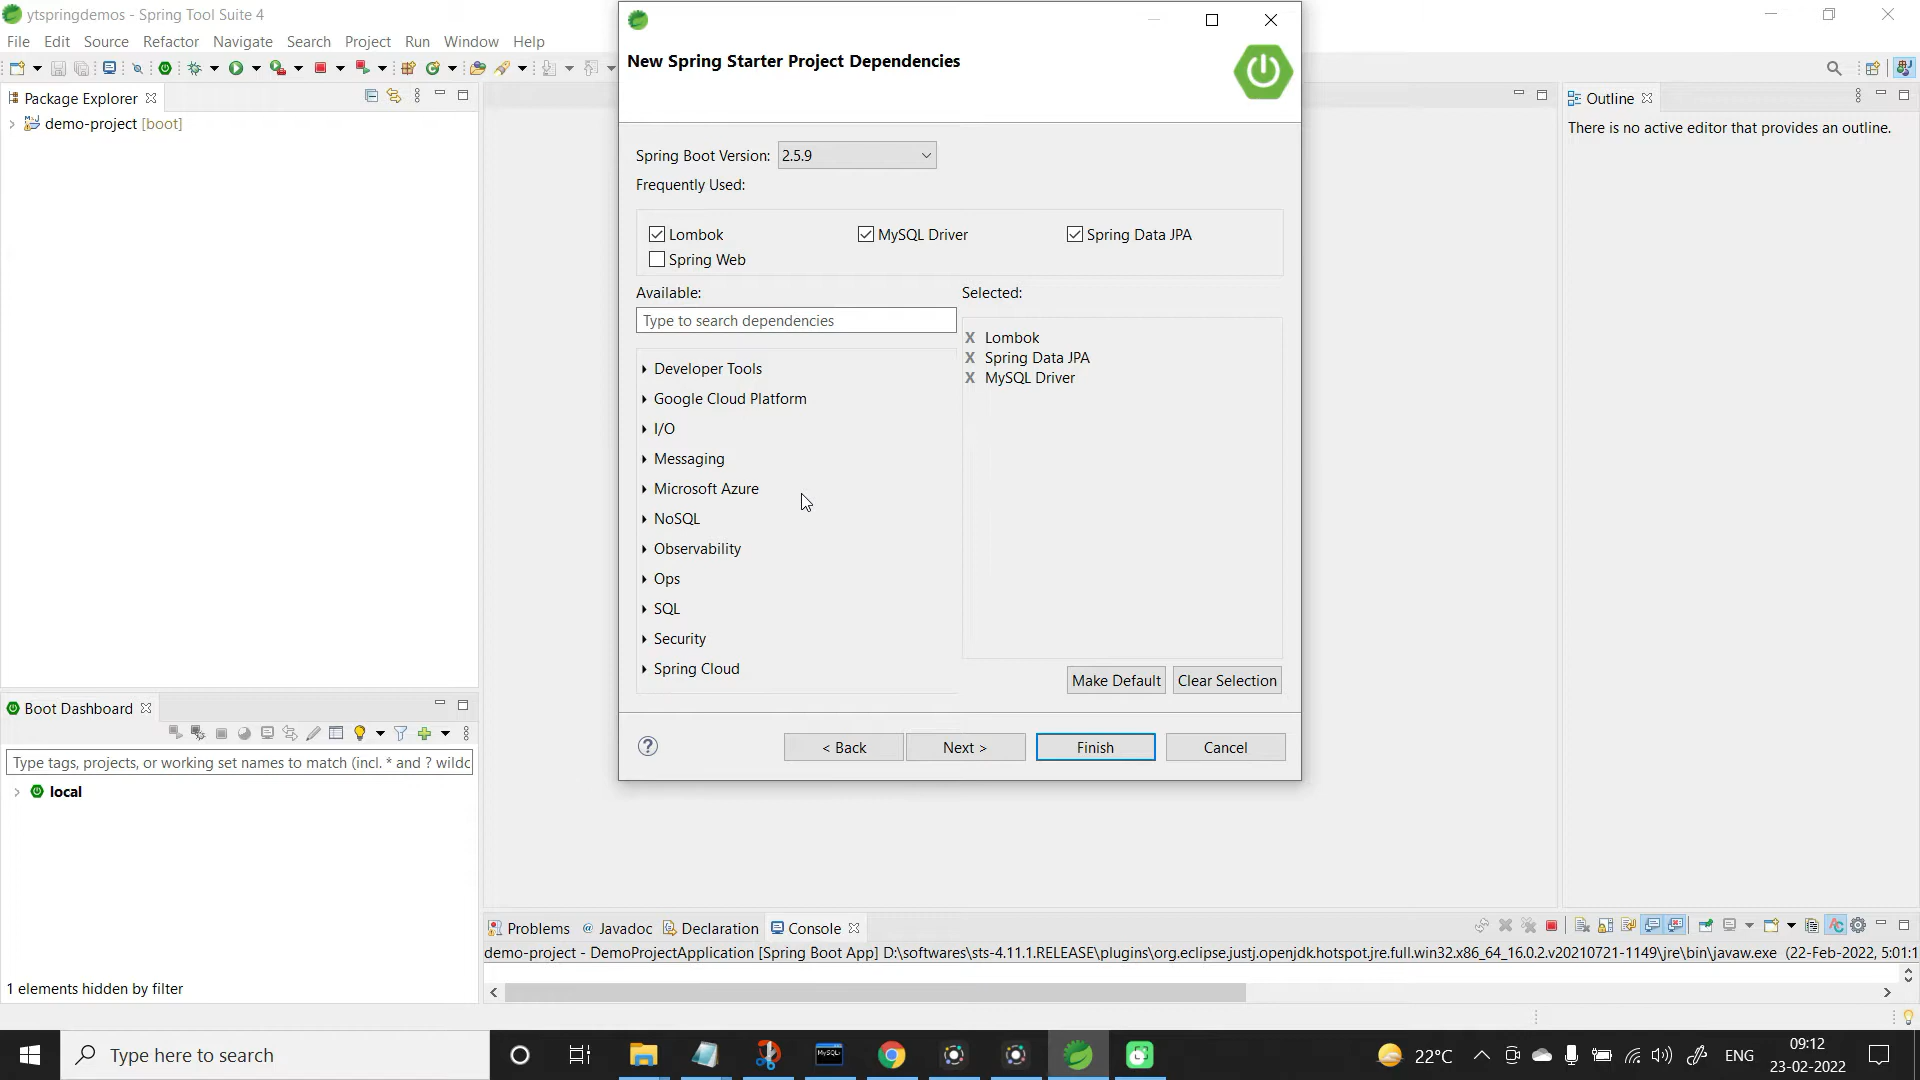 ytspringdemos - Spring Tool Suite 4
File Edit Source Refactor Navigate Search Project Run Window Help
Package Explorer
demo-project [boot]
New Spring Starter Project Dependencies
Spring Boot Version: 2.5.9
Frequently Used:
Lombok MySQL Driver Spring Data JPA
Spring Web
Available: Selected:
Type to search dependencies
X Lombok
X Spring Data JPA
X MySQL Driver
Developer Tools
Google Cloud Platform
I/O
Messaging
Microsoft Azure
NoSQL
Observability
Ops
SQL
Security
Spring Cloud
Make Default Clear Selection
? < Back Next > Finish Cancel
Outline
There is no active editor that provides an outline.
Boot Dashboard
Type tags, projects, or working set names to match (incl. * and ? wildc
local
1 elements hidden by filter
Problems @ Javadoc Declaration Console
demo-project - DemoProjectApplication [Spring Boot App] D:\softwares\sts-4.11.1.RELEASE\plugins\org.eclipse.justj.openjdk.hotspot.jre.full.win32.x86_64_16.0.2.v20210721-1149\jre\bin\javaw.exe (22-Feb-2022, 5:01:1
Type here to search
22°C ENG 09:12
23-02-2022